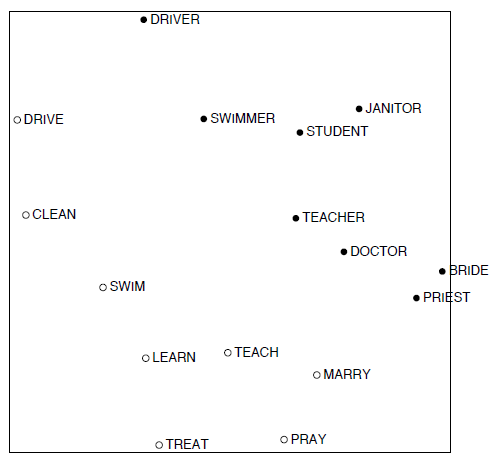 DRIVER
JANITOR
DRIVE
SWIMMER
STUDENT
CLEAN
TEACHER
DOCTOR
BRIDE
SWIM
PRIEST
LEARN
TEACH
MARRY
TREAT
PRAY